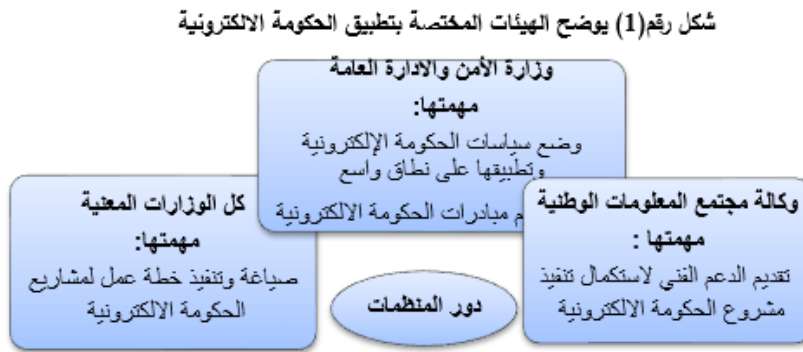 شكل رقم(1) يوضح الهيئات المختصة بتطبيق الحكومة الالكترونية
وزارة الأمن والادارة العامة
مهمتها:
وضع سياسات الحكومة الإلكترونية
وتطبيقها على نطاق واسع
م مبادرات الحكومة الالكترونية
وكالة مجتمع المعلومات الوطنية
مهمتها :
تقديم الدعم الفني لاستكمال تنفيذ
مشروع الحكومة الالكترونية
كل الوزارات المعنية
مهمتها:
صياغة وتنفيذ خطة عمل لمشاريع
الحكومة الالكترونية
دور المنظمات